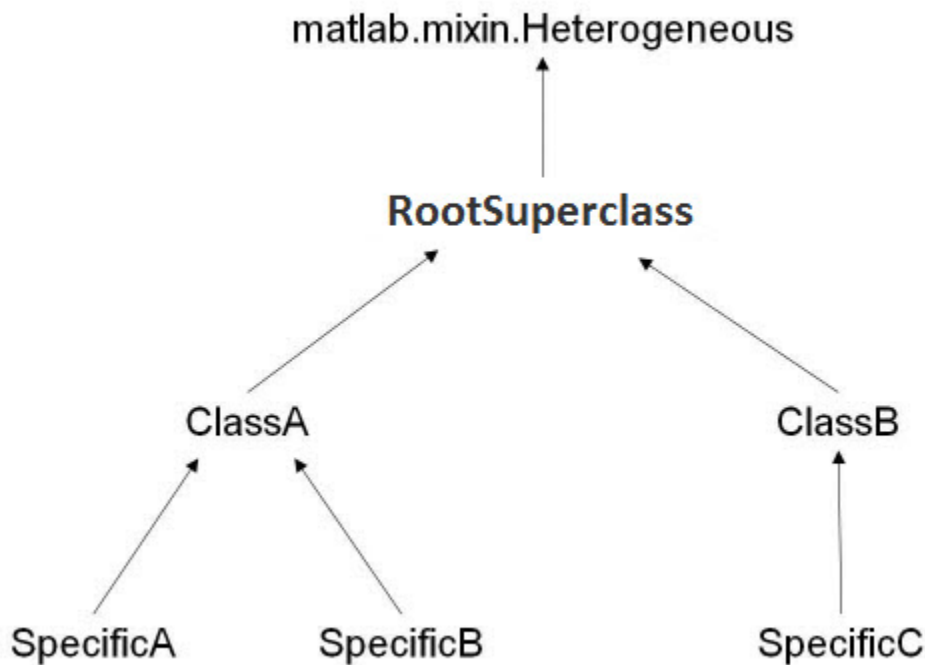 matlab.mixin.Heterogeneous
RootSuperclass
ClassA
ClassB
SpecificA
SpecificB
SpecificC